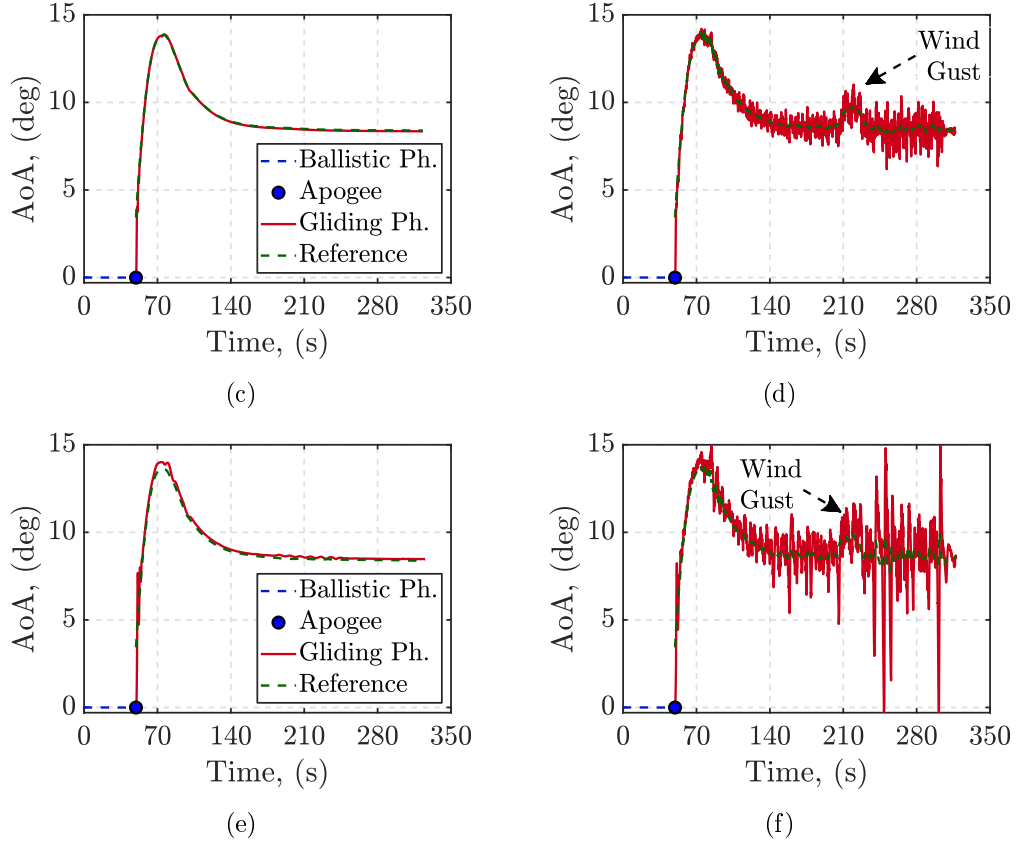 15
10
5
0
AoA, (deg)
Ballistic Ph.
Apogee
Gliding Ph.
Reference
0 70 140 210 280 350
Time, (s)
(c)
15
10
5
0
AoA, (deg)
Wind
Gust
0 70 140 210 280 350
Time, (s)
(d)
15
10
5
0
AoA, (deg)
Ballistic Ph.
Apogee
Gliding Ph.
Reference
0 70 140 210 280 350
Time, (s)
(e)
15
10
5
0
AoA, (deg)
Wind
Gust
0 70 140 210 280 350
Time, (s)
(f)